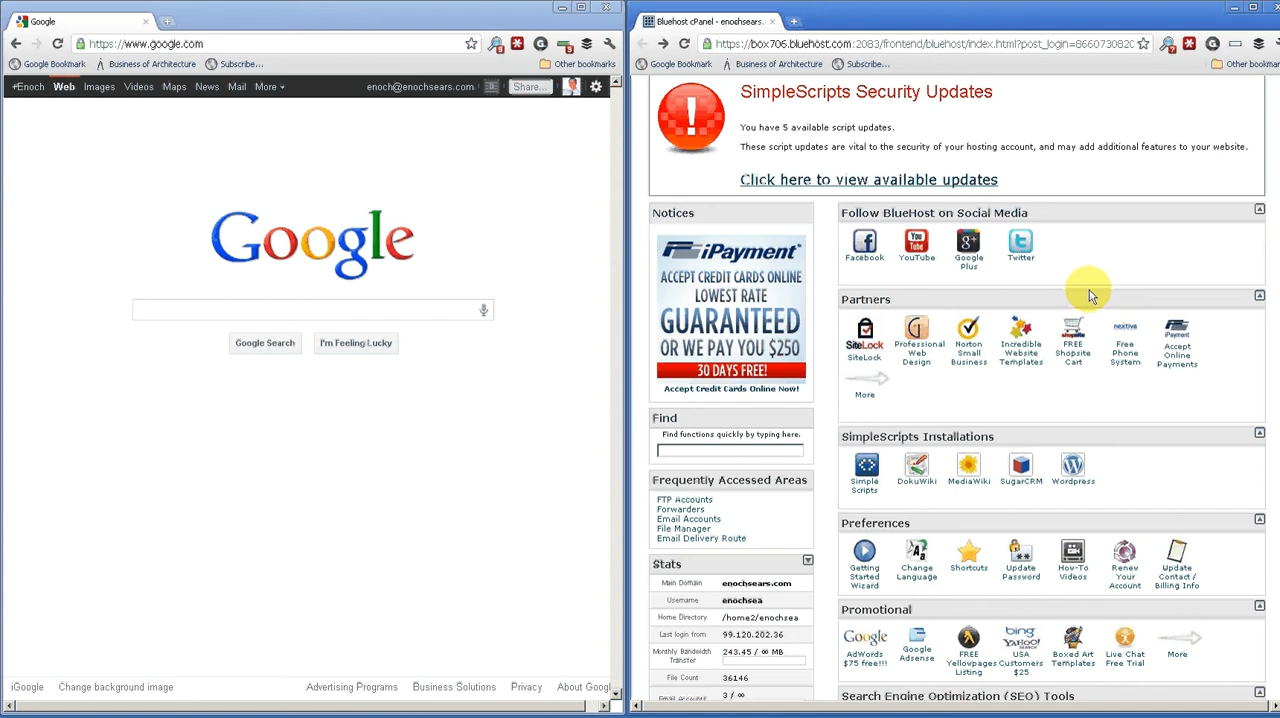 Google
https://www.google.com
Google Bookmark
Business of Architecture
Subscribe...
Other bookmarks
+Enoch Web Images Videos Maps News Mail More
enoch@enochsears.com
Share...
Google
Google Search
I'm Feeling Lucky
iGoogle
Change background image
Advertising Programs
Business Solutions
Privacy
About Googl
Bluehost cPanel - enochsears.
https://box706.bluehost.com:2083/frontend/bluehost/index.html?post_login=8660730820
Google Bookmark
Business of Architecture
Subscribe...
Other bookmar
SimpleScripts Security Updates
You have 5 available script updates.
These script updates are vital to the security of your hosting account, and may add additional features to your website.
Click here to view available updates
Notices
iPayment
ACCEPT CREDIT CARDS ONLINE
LOWEST RATE
GUARANTEED
OR WE PAY YOU $250
30 DAYS FREE!
Accept Credit Cards Online Now!
Find
Find functions quickly by typing here.
Frequently Accessed Areas
FTP Accounts
Forwarders
Email Accounts
File Manager
Email Delivery Route
Stats
Main Domain enochsears.com
Username enochsea
Home Directory /home2/enochsea
Last login from 99.120.202.36
Monthly Bandwidth Transfer 243.45 / ∞ MB
File Count 36146
Email Accounts 3 / ∞
Follow BlueHost on Social Media
Facebook
YouTube
Google Plus
Twitter
Partners
SiteLock
Professional Web Design
Norton Small Business
Incredible Website Templates
FREE Shopsite Cart
nextiva
Free Phone System
iPayment
Accept Online Payments
More
SimpleScripts Installations
Simple Scripts
DokuWiki
MediaWiki
SugarCRM
Wordpress
Preferences
Getting Started Wizard
Change Language
Shortcuts
Update Password
How-To Videos
Renew Your Account
Update Contact / Billing Info
Promotional
Google
AdWords $75 free!!!
Google Adsense
FREE Yellowpages Listing
bing
YAHOO!
USA Customers $25
Boxed Art Templates
Live Chat Free Trial
More
Search Engine Optimization (SEO) Tools